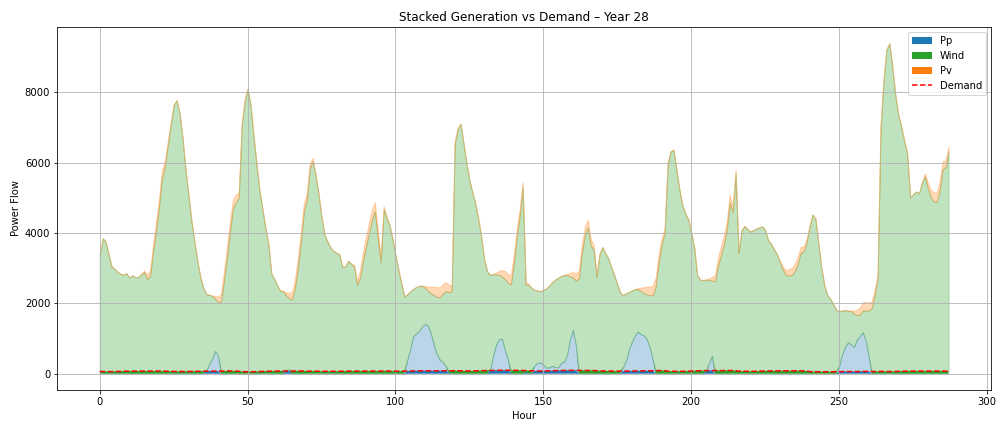 Stacked Generation vs Demand – Year 28
Pp
Wind
Pv
Demand
Power Flow
8000
6000
4000
2000
0
0 50 100 150 200 250 300
Hour